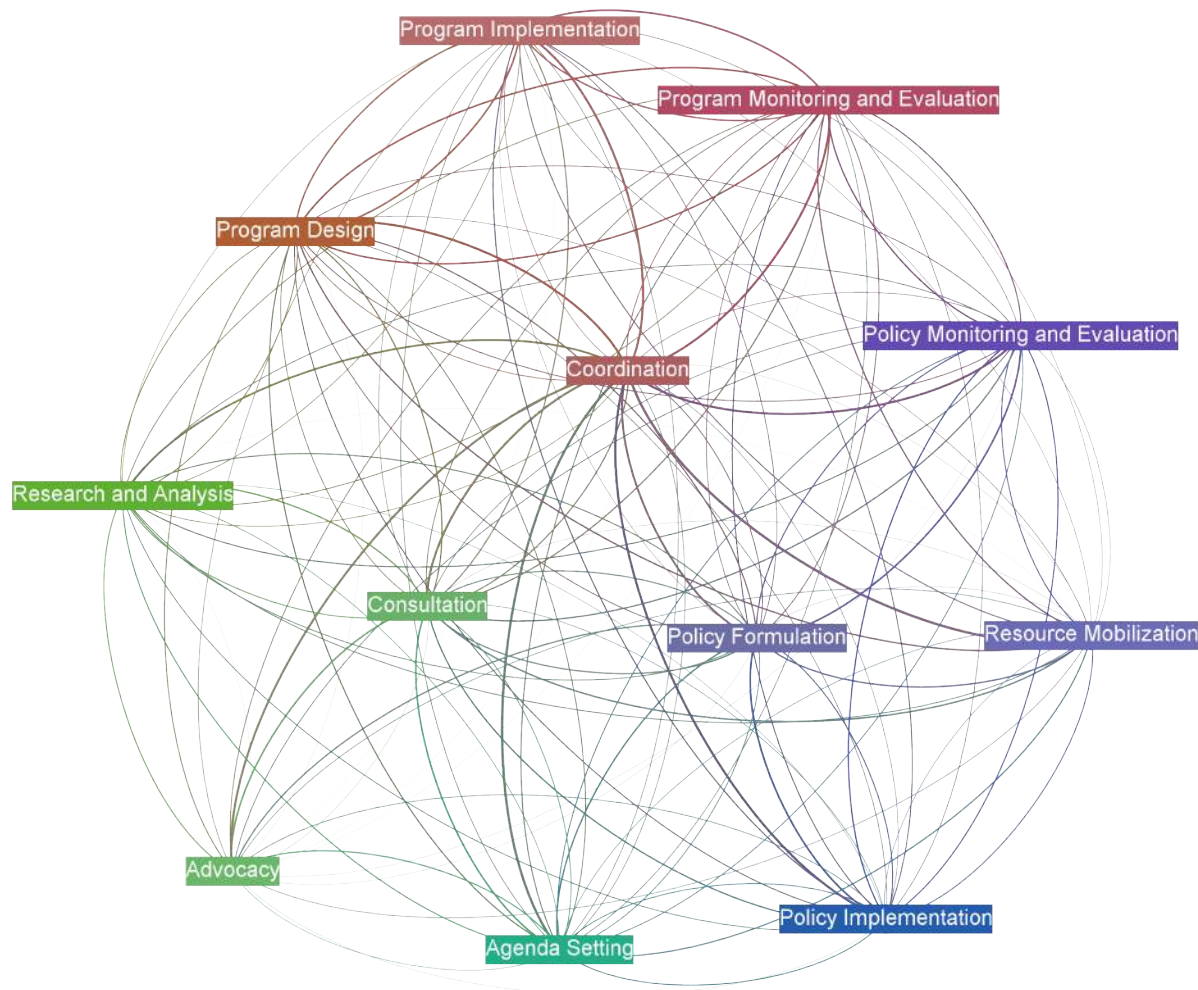 Program Implementation
Program Monitoring and Evaluation
Program Design
Policy Monitoring and Evaluation
Coordination
Research and Analysis
Consultation
Policy Formulation
Resource Mobilization
Advocacy
Policy Implementation
Agenda Setting